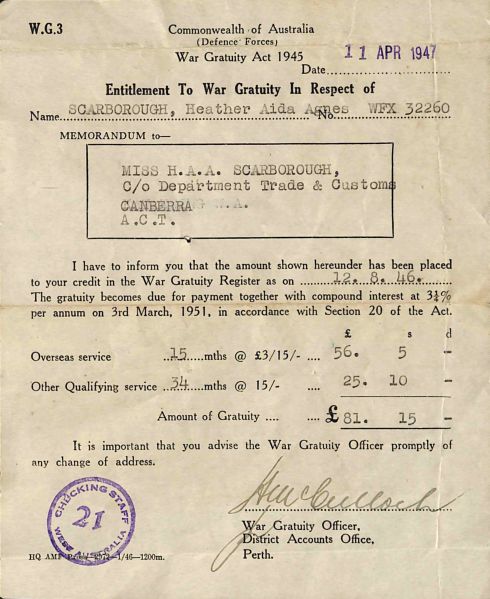 W.G.3
Commonwealth of Australia
(Defence Forces)
War Gratuity Act 1945
Date 11 APR 1947
Entitlement To War Gratuity In Respect of
Name SCARBOROUGH, Heather Aida Agnes No. WFX 32260
MEMORANDUM to—
MISS H.A.A. SCARBOROUGH,
C/o Department Trade & Customs
CANBERRA
A.C.T.
I have to inform you that the amount shown hereunder has been placed
to your credit in the War Gratuity Register as on 12. 8. 46.
The gratuity becomes due for payment together with compound interest at 3¼%
per annum on 3rd March, 1951, in accordance with Section 20 of the Act.
£ s d
Overseas service 15 mths @ £3/15/- .... 56. 5 -
Other Qualifying service 34 mths @ 15/- .... 25. 10 -
Amount of Gratuity .... .... £ 81. 15 -
It is important that you advise the War Gratuity Officer promptly of
any change of address.
CHECKING STAFF
21
WEST AUSTRALIA
War Gratuity Officer,
District Accounts Office,
Perth.
HQ AMF 1/46—1200m.